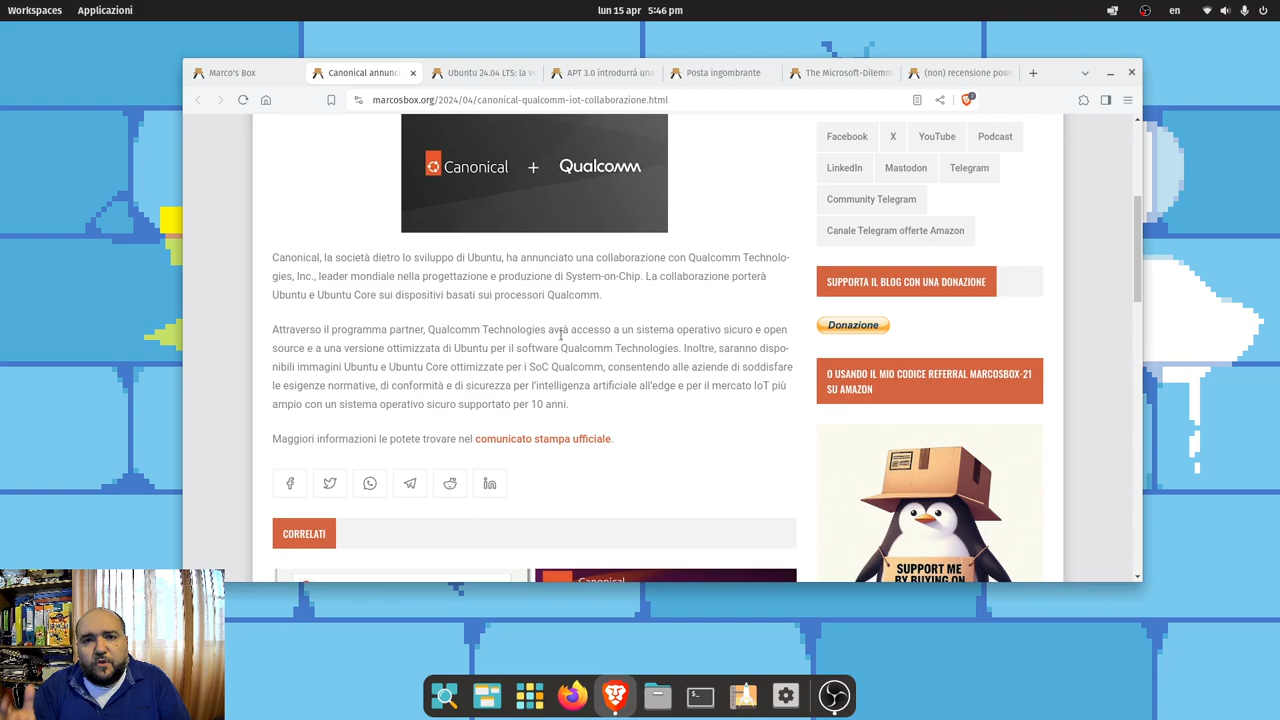 Workspaces Applicazioni lun 15 apr 5:46 pm en
Marco's Box Canonical annunci Ubuntu 24.04 LTS: la ve APT 3.0 introdurrà una Posta ingombrante The Microsoft-Dilemm (non) recensione pow
marcosbox.org/2024/04/canonical-qualcomm-iot-collaborazione.html
Canonical + Qualcomm
Canonical, la società dietro lo sviluppo di Ubuntu, ha annunciato una collaborazione con Qualcomm Technolo-
gies, Inc., leader mondiale nella progettazione e produzione di System-on-Chip. La collaborazione porterà
Ubuntu e Ubuntu Core sui dispositivi basati sui processori Qualcomm.
Attraverso il programma partner, Qualcomm Technologies avrà accesso a un sistema operativo sicuro e open
source e a una versione ottimizzata di Ubuntu per il software Qualcomm Technologies. Inoltre, saranno dispo-
nibili immagini Ubuntu e Ubuntu Core ottimizzate per i SoC Qualcomm, consentendo alle aziende di soddisfare
le esigenze normative, di conformità e di sicurezza per l'intelligenza artificiale all'edge e per il mercato IoT più
ampio con un sistema operativo sicuro supportato per 10 anni.
Maggiori informazioni le potete trovare nel comunicato stampa ufficiale.
CORRELATI
Canonical
Facebook X YouTube Podcast
LinkedIn Mastodon Telegram
Community Telegram
Canale Telegram offerte Amazon
SUPPORTA IL BLOG CON UNA DONAZIONE
Donazione
O USANDO IL MIO CODICE REFERRAL MARCOSBOX-21
SU AMAZON
SUPPORT ME
BY BUYING ON